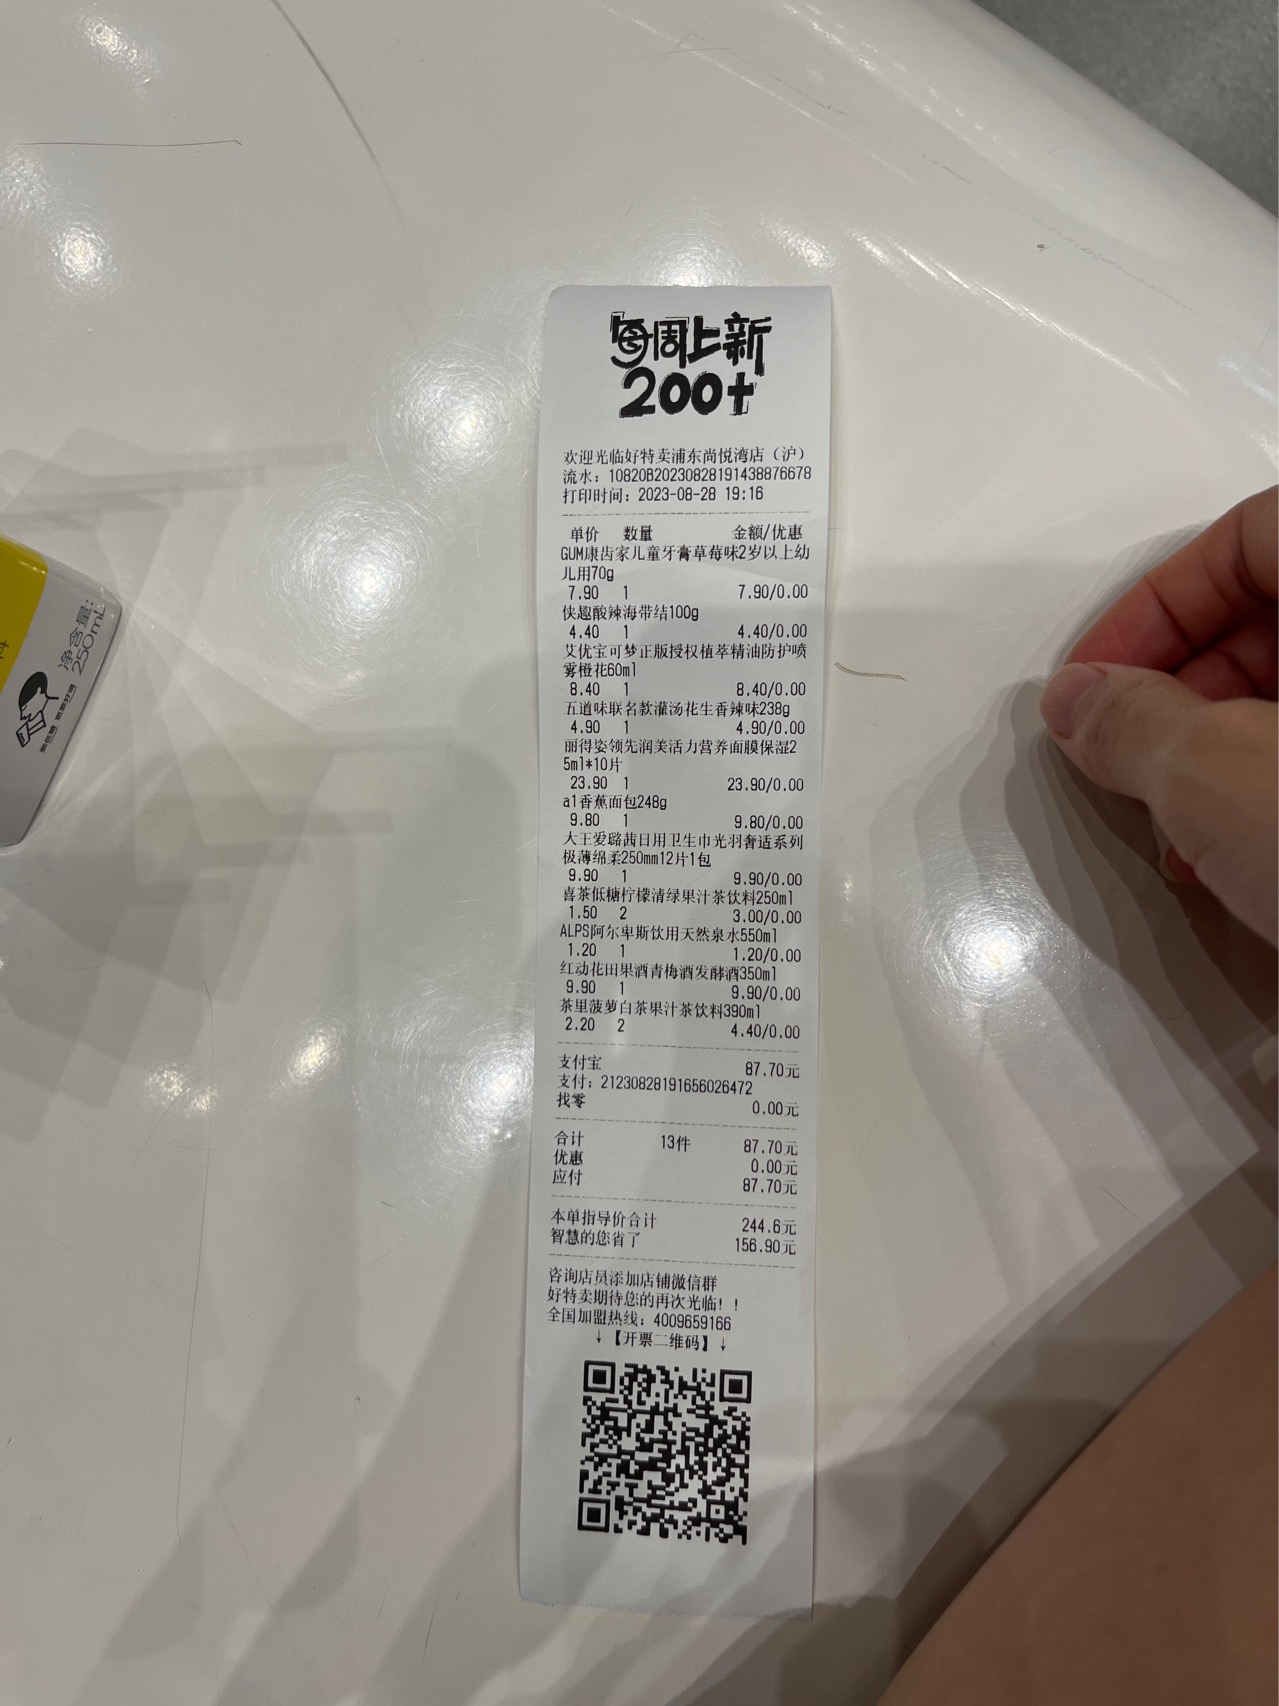 每周上新
200+
欢迎光临好特卖浦东尚悦湾店（沪）
流水：10820B20230828191438876678
打印时间：2023-08-28 19:16
单价 数量 金额/优惠
GUM康齿家儿童牙膏草莓味2岁以上幼
儿用70g
7.90 1 7.90/0.00
侠趣酸辣海带结100g
4.40 1 4.40/0.00
艾优宝可梦正版授权植萃精油防护喷
雾橙花60ml
8.40 1 8.40/0.00
五道味联名款灌汤花生香辣味238g
4.90 1 4.90/0.00
丽得姿领先润美活力营养面膜保湿2
5ml*10片
23.90 1 23.90/0.00
a1香蕉面包248g
9.80 1 9.80/0.00
大王爱璐茜日用卫生巾光羽奢适系列
极薄绵柔250mm12片1包
9.90 1 9.90/0.00
喜茶低糖柠檬清绿果汁茶饮料250ml
1.50 2 3.00/0.00
ALPS阿尔卑斯饮用天然泉水550ml
1.20 1 1.20/0.00
红动花田果酒青梅酒发酵酒350ml
9.90 1 9.90/0.00
茶里菠萝白茶果汁茶饮料390ml
2.20 2 4.40/0.00
支付宝 87.70元
支付：21230828191656026472
找零 0.00元
合计 13件 87.70元
优惠 0.00元
应付 87.70元
本单指导价合计 244.6元
智慧的您省了 156.90元
咨询店员添加店铺微信群
好特卖期待您的再次光临！！
全国加盟热线：4009659166
↓【开票二维码】↓
净含量：
250mL